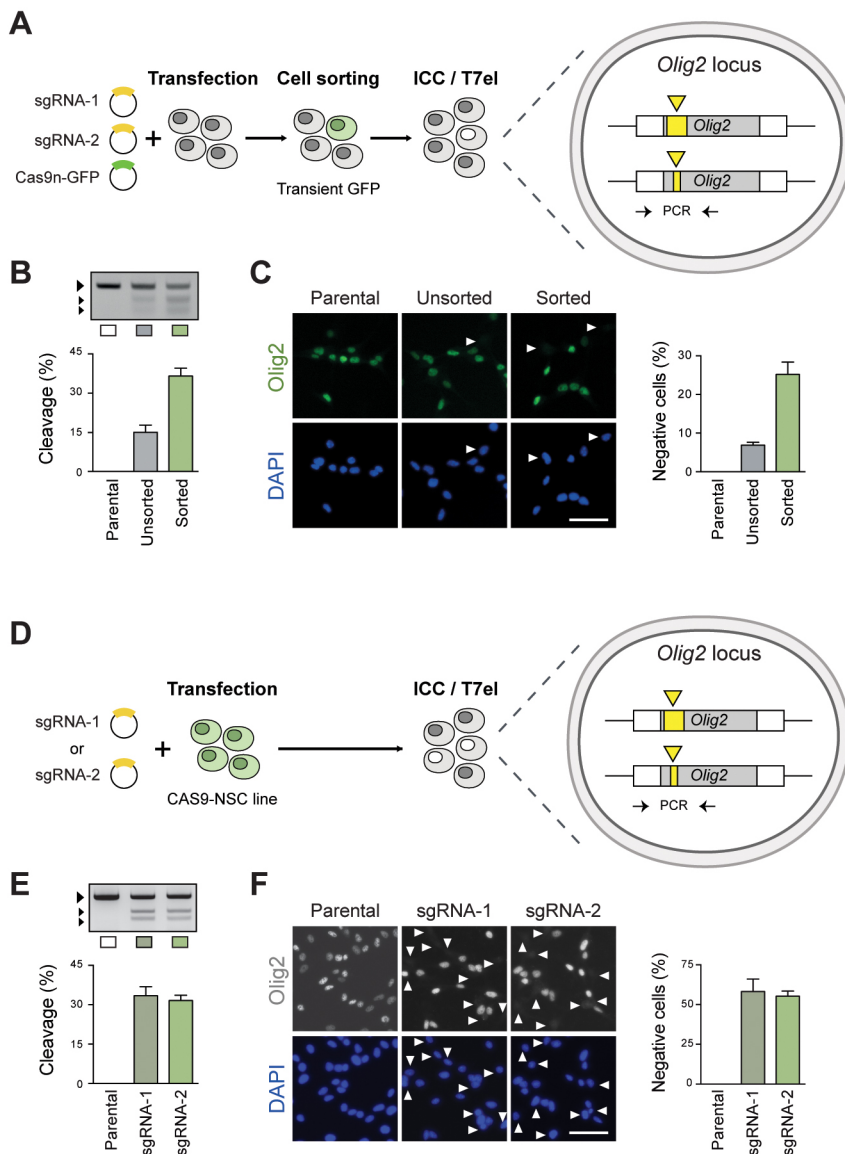 A
Transfection
Cell sorting
ICC / T7eI
sgRNA-1
sgRNA-2
Cas9n-GFP
+
Transient GFP
Olig2 locus
Olig2
Olig2
PCR
B
Cleavage (%)
45
30
15
0
Parental
Unsorted
Sorted
C
Parental
Unsorted
Sorted
Olig2
DAPI
Negative cells (%)
30
20
10
0
Parental
Unsorted
Sorted
D
Transfection
ICC / T7eI
sgRNA-1
or
sgRNA-2
+
CAS9-NSC line
Olig2 locus
Olig2
Olig2
PCR
E
Cleavage (%)
45
30
15
0
Parental
sgRNA-1
sgRNA-2
F
Parental
sgRNA-1
sgRNA-2
Olig2
DAPI
Negative cells (%)
75
50
25
0
Parental
sgRNA-1
sgRNA-2